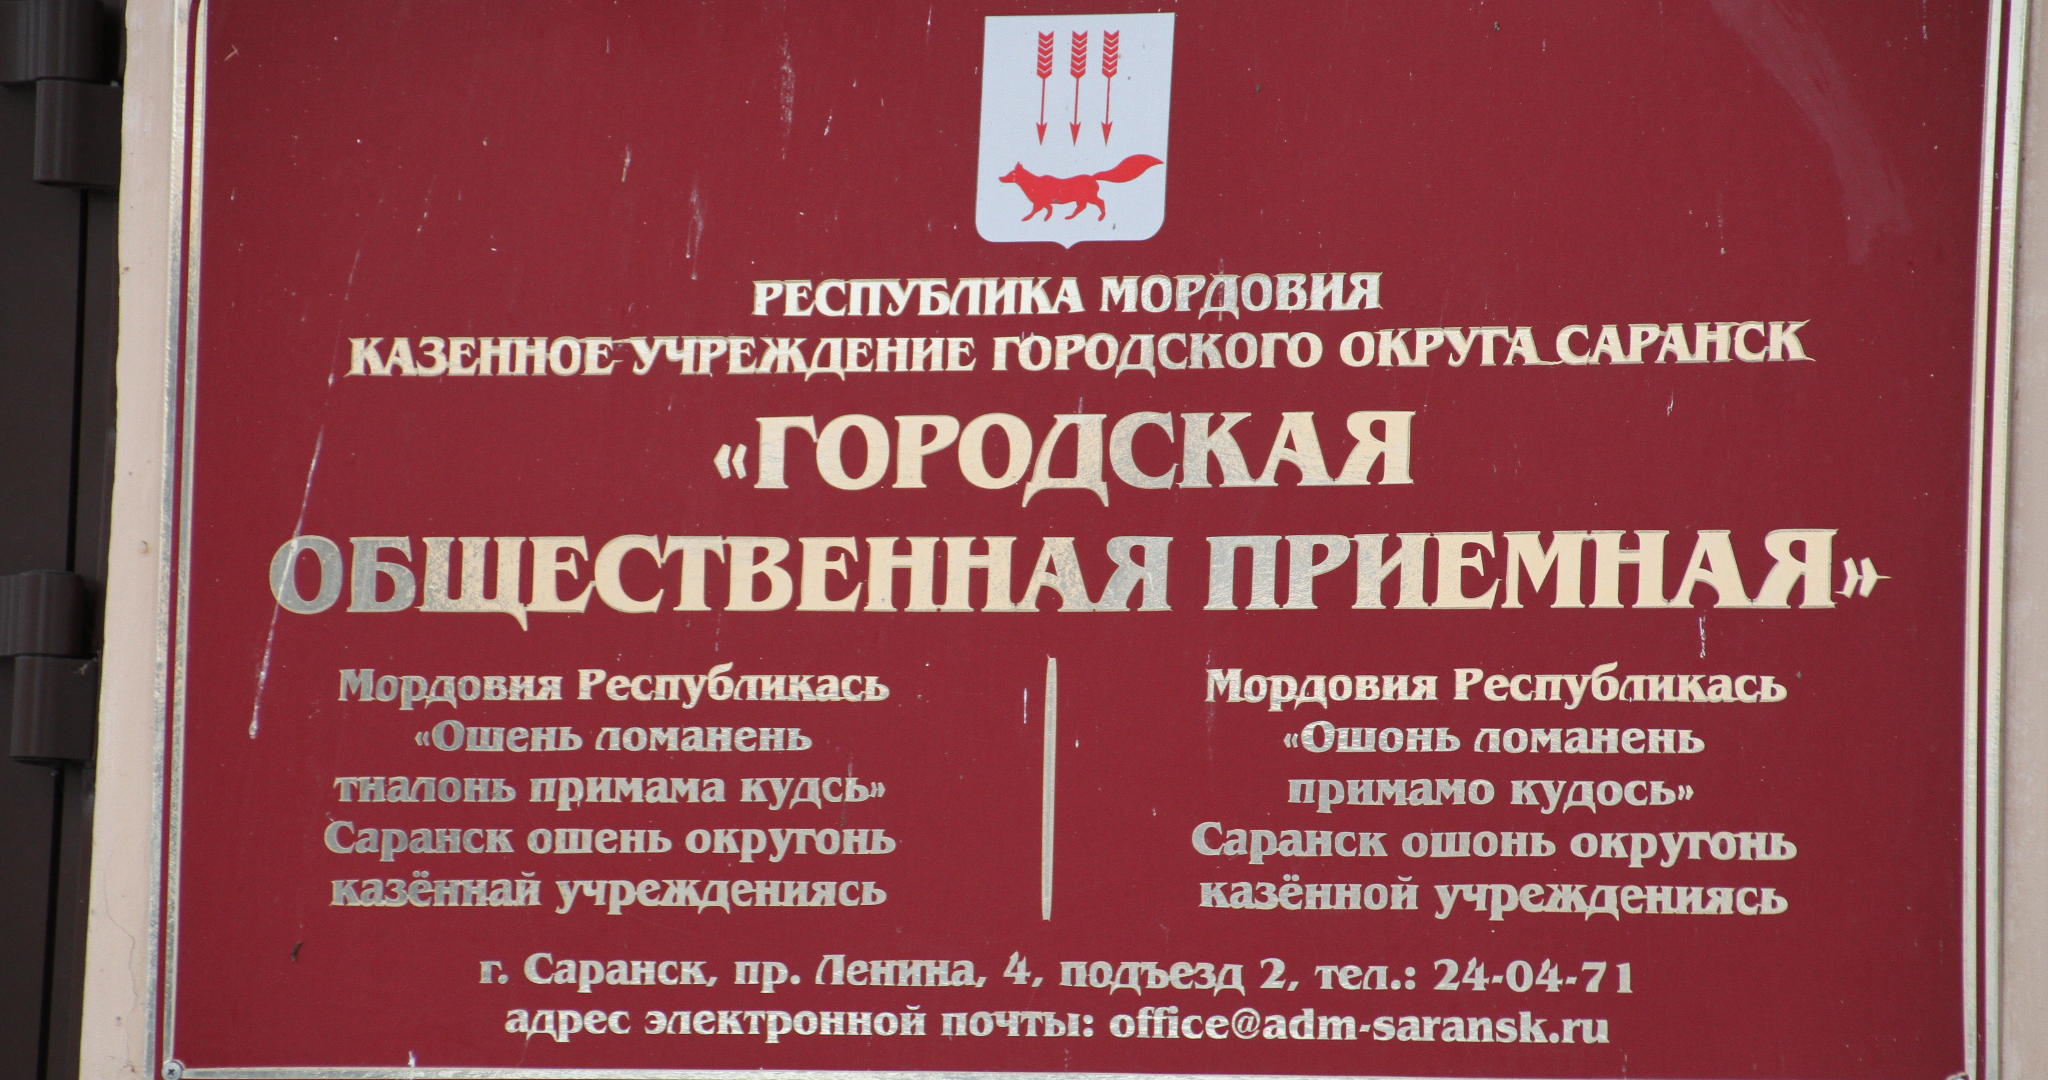 РЕСПУБЛИКА МОРДОВИЯ
КАЗЕННОЕ УЧРЕЖДЕНИЕ ГОРОДСКОГО ОКРУГА САРАНСК
«ГОРОДСКАЯ
ОБЩЕСТВЕННАЯ ПРИЕМНАЯ»
Мордовия Республикась
«Ошень ломанень
тналонь примама кудсь»
Саранск ошень округонь
казённай учреждениясь
Мордовия Республикась
«Ошонь ломанень
примамо кудось»
Саранск ошонь округонь
казённой учреждениясь
г. Саранск, пр. Ленина, 4, подъезд 2, тел.: 24-04-71
адрес электронной почты: office@adm-saransk.ru